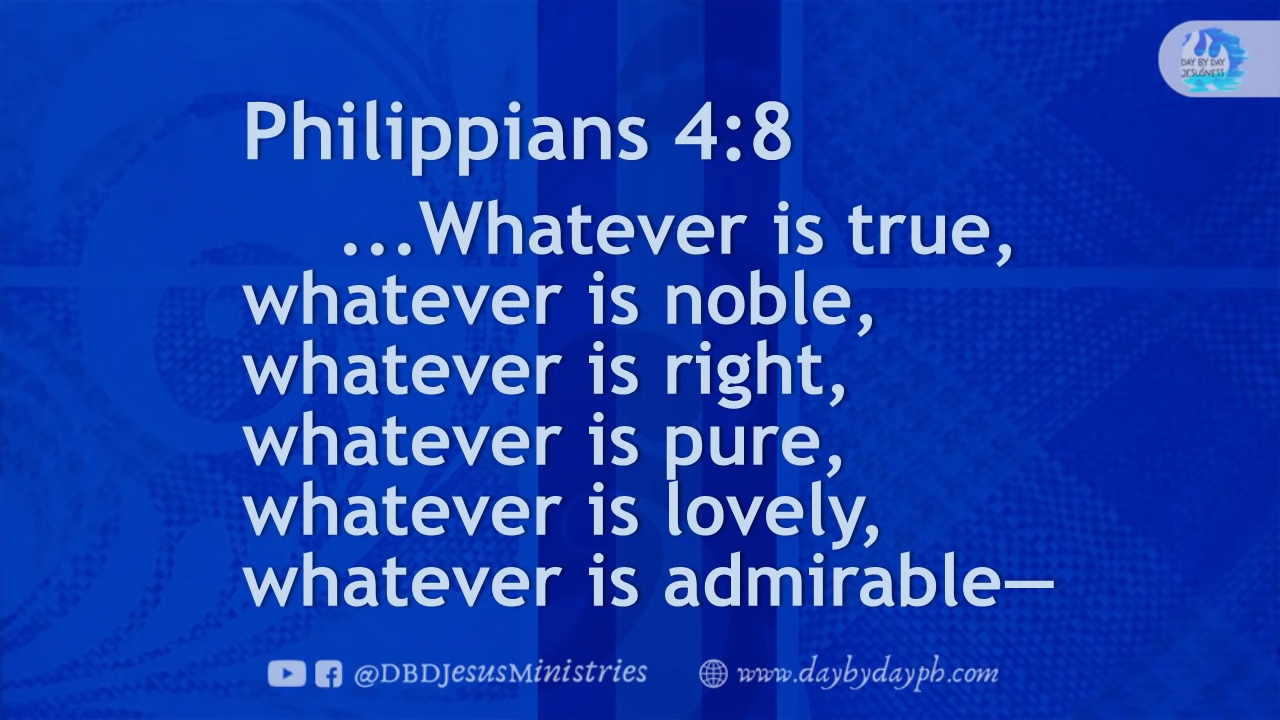 DAY BY DAY
JESUSNESS
Philippians 4:8
...Whatever is true,
whatever is noble,
whatever is right,
whatever is pure,
whatever is lovely,
whatever is admirable—
@DBDJesusMinistries www.daybydayph.com